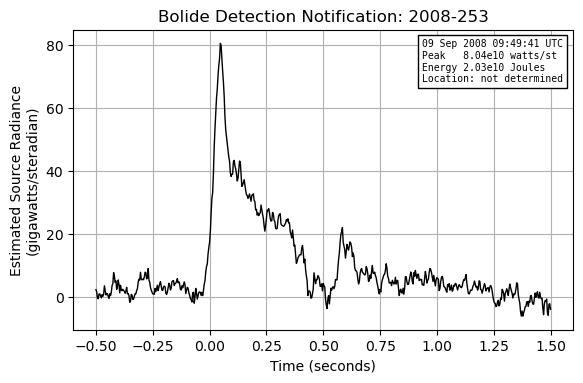 Bolide Detection Notification: 2008-253
09 Sep 2008 09:49:41 UTC
Peak   8.04e10 watts/st
Energy 2.03e10 Joules
Location: not determined
Estimated Source Radiance
(gigawatts/steradian)
80
60
40
20
0
−0.50 −0.25 0.00 0.25 0.50 0.75 1.00 1.25 1.50
Time (seconds)